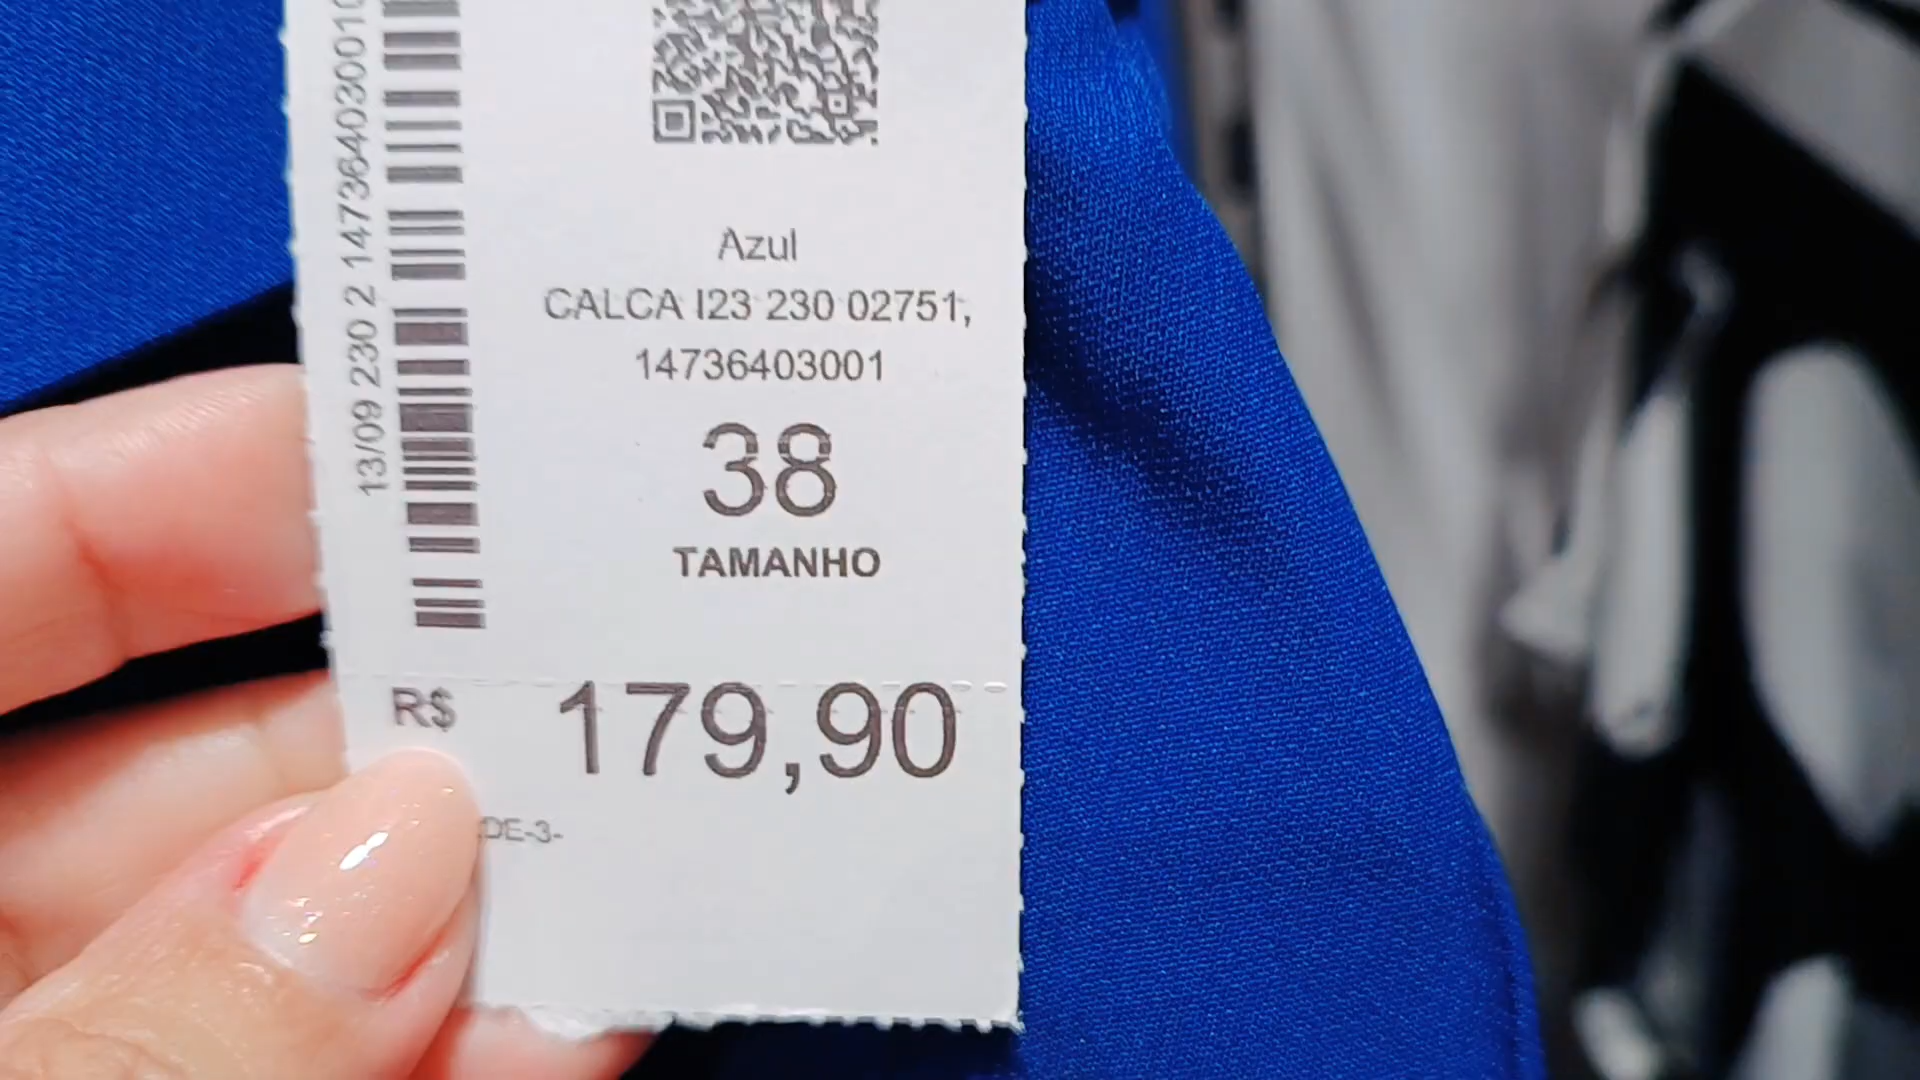 13/09 230 2 147364030010
Azul
CALCA I23 230 02751,
14736403001
38
TAMANHO
R$ 179,90
DE-3-